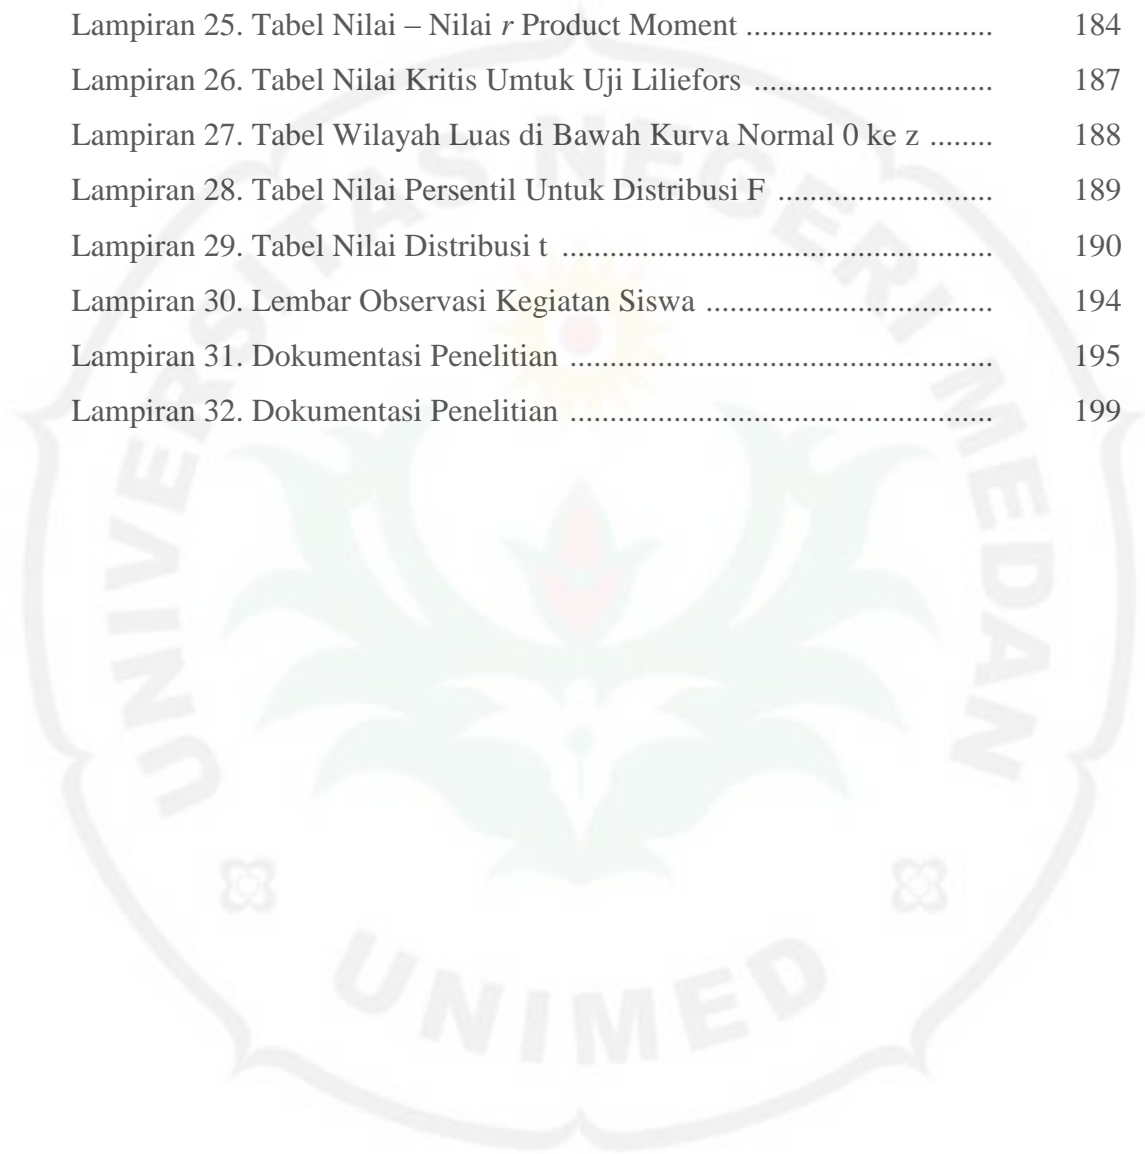 Lampiran 25. Tabel Nilai – Nilai r Product Moment ............................. 184
Lampiran 26. Tabel Nilai Kritis Umtuk Uji Liliefors ............................ 187
Lampiran 27. Tabel Wilayah Luas di Bawah Kurva Normal 0 ke z ........ 188
Lampiran 28. Tabel Nilai Persentil Untuk Distribusi F .......................... 189
Lampiran 29. Tabel Nilai Distribusi t .................................................... 190
Lampiran 30. Lembar Observasi Kegiatan Siswa ................................... 194
Lampiran 31. Dokumentasi Penelitian ................................................... 195
Lampiran 32. Dokumentasi Penelitian ................................................... 199
UNIVERSITAS NEGERI MEDAN
UNIMED